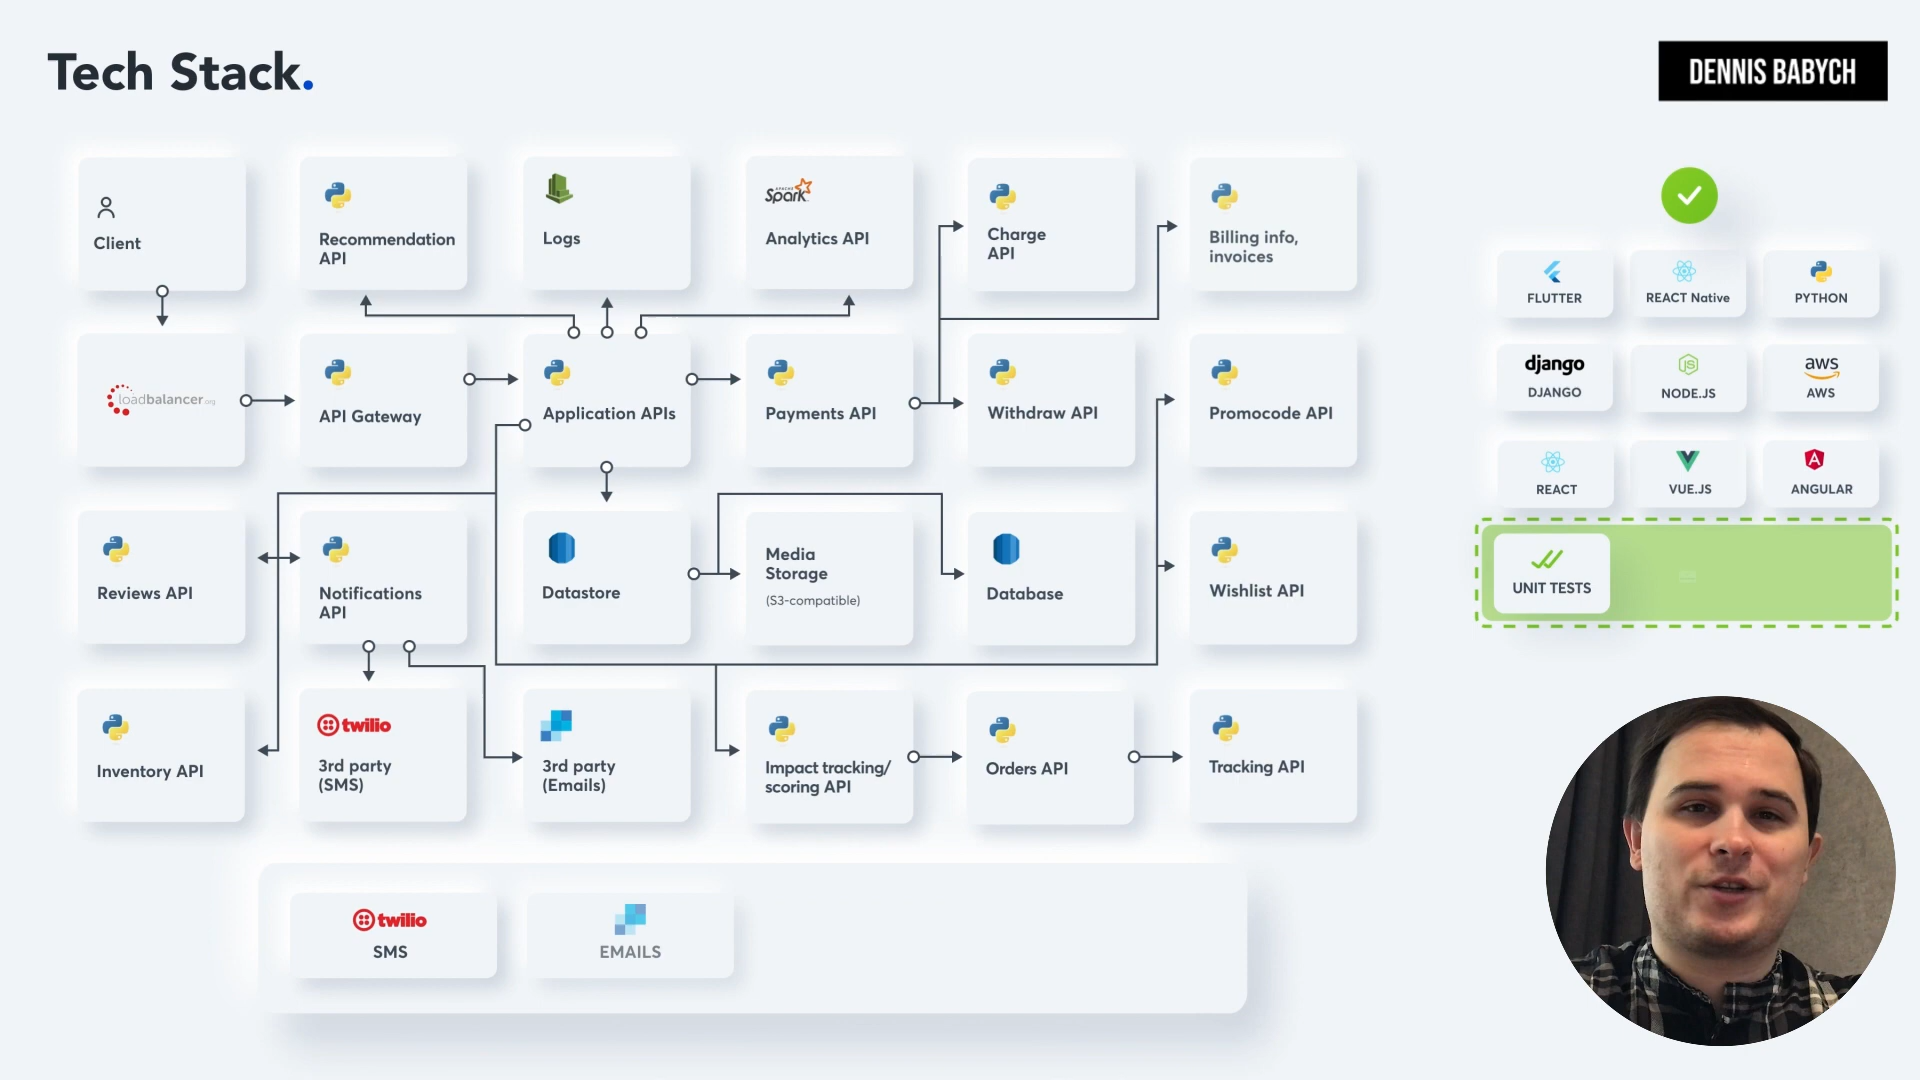 Tech Stack.
DENNIS BABYCH
Client
Recommendation
API
Logs
APACHE
Spark
Analytics API
Charge
API
Billing info,
invoices
loadbalancer.org
API Gateway
Application APIs
Payments API
Withdraw API
Promocode API
Reviews API
Notifications
API
Datastore
Media
Storage
(S3-compatible)
Database
Wishlist API
Inventory API
twilio
3rd party
(SMS)
3rd party
(Emails)
Impact tracking/
scoring API
Orders API
Tracking API
twilio
SMS
EMAILS
FLUTTER
REACT Native
PYTHON
django
DJANGO
JS
NODE.JS
aws
AWS
REACT
VUE.JS
A
ANGULAR
UNIT TESTS